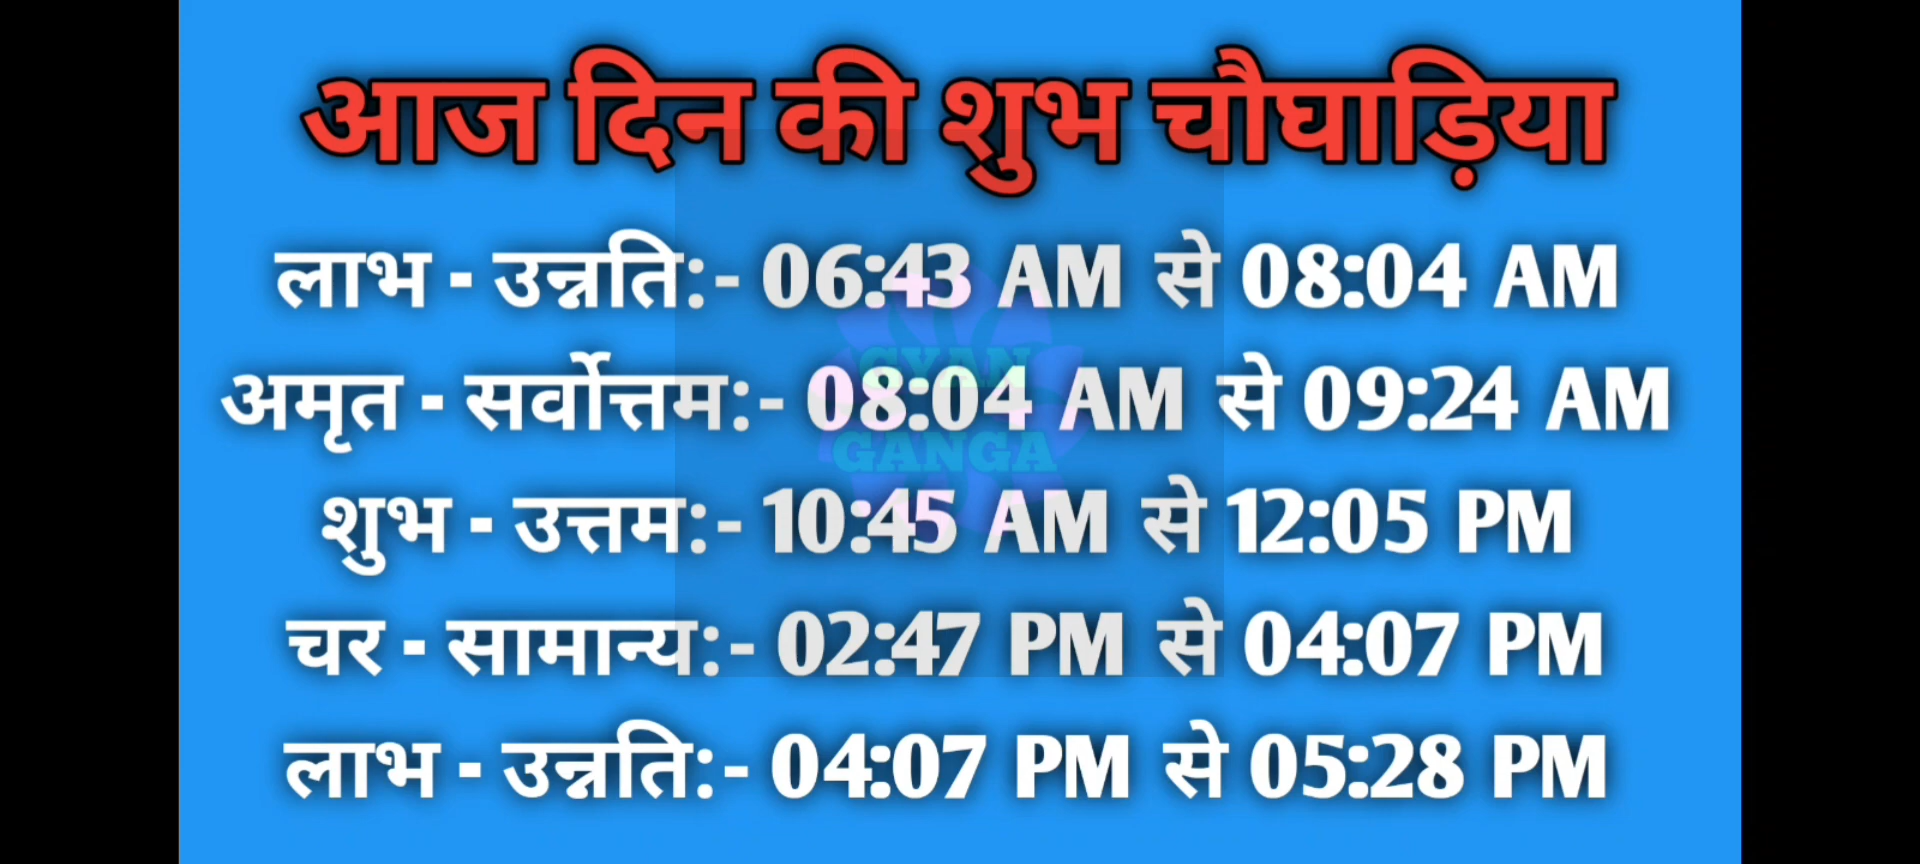 आज दिन की शुभ चौघाड़िया
लाभ - उन्नति:- 06:43 AM से 08:04 AM
अमृत - सर्वोत्तम:- 08:04 AM से 09:24 AM
GYAN
GANGA
शुभ - उत्तम:- 10:45 AM से 12:05 PM
चर - सामान्य:- 02:47 PM से 04:07 PM
लाभ - उन्नति:- 04:07 PM से 05:28 PM